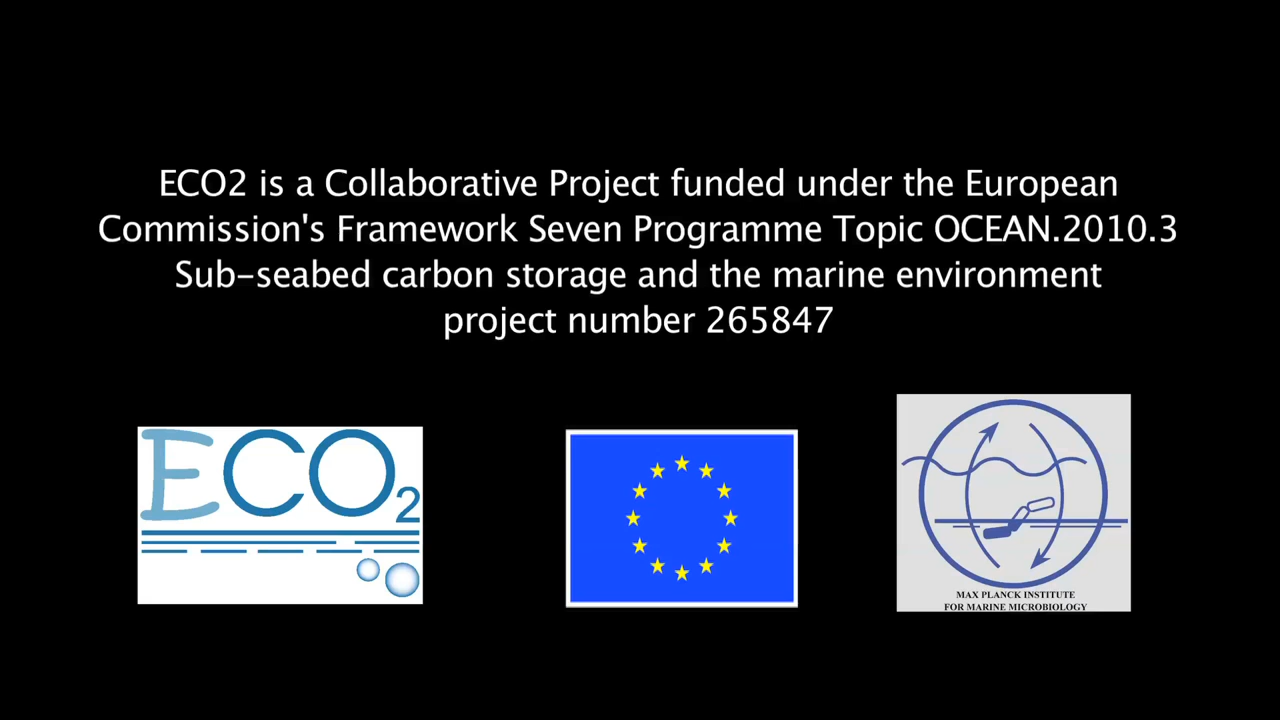 ECO2 is a Collaborative Project funded under the European
Commission's Framework Seven Programme Topic OCEAN.2010.3
Sub-seabed carbon storage and the marine environment
project number 265847
ECO2
MAX PLANCK INSTITUTE
FOR MARINE MICROBIOLOGY